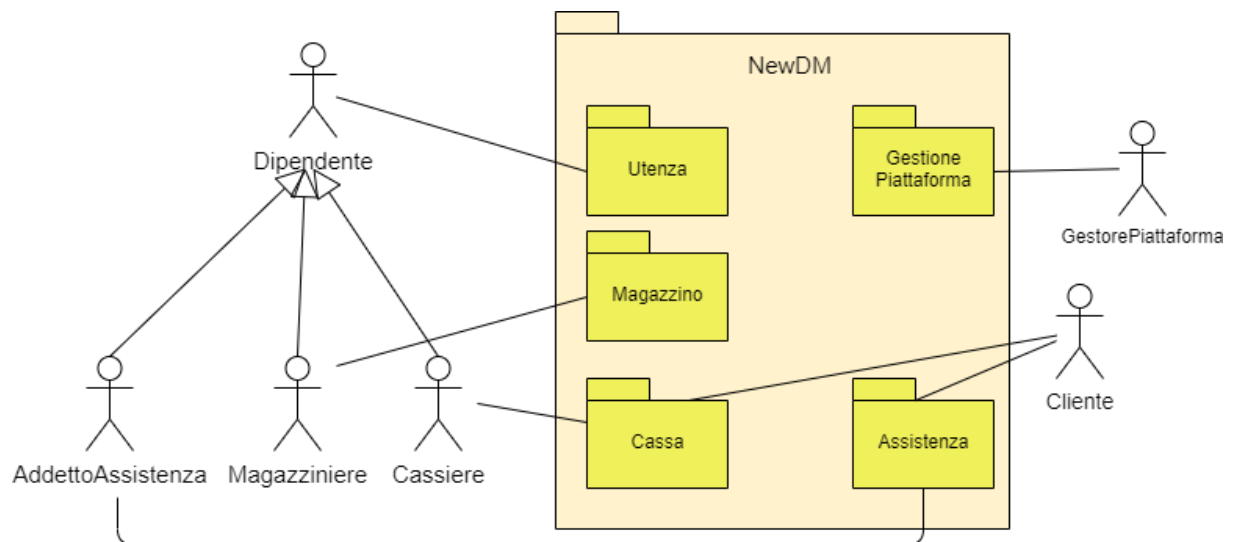 NewDM
Dipendente
Utenza
Gestione
Piattaforma
GestorePiattaforma
Magazzino
Cliente
Cassa
Assistenza
AddettoAssistenza
Magazziniere
Cassiere